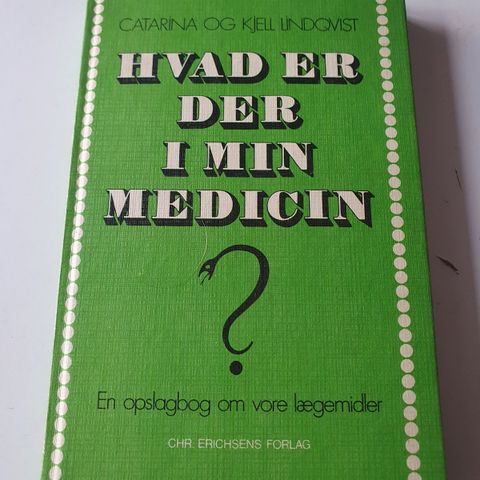 CATARINA OG KJELL LINDQVIST
HVAD ER
DER
I MIN
MEDICIN
?
En opslagbog om vore lægemidler
CHR. ERICHSENS FORLAG